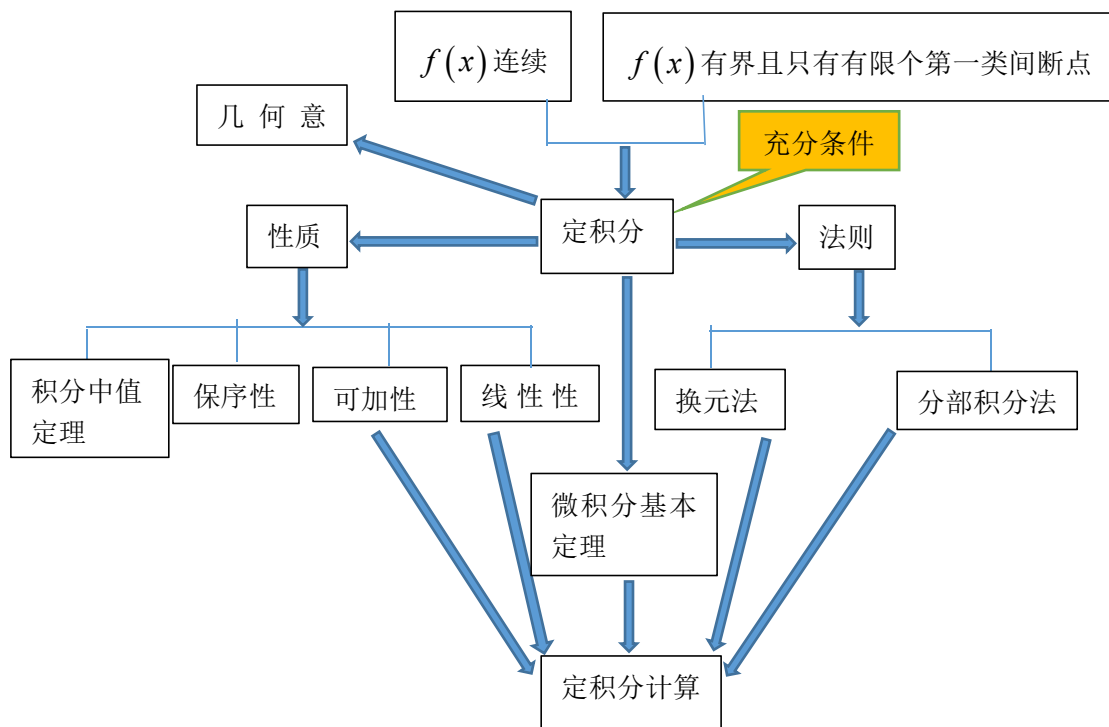 f(x)连续
f(x)有界且只有有限个第一类间断点
几 何 意
充分条件
性质
定积分
法则
积分中值
定理
保序性
可加性
线 性 性
换元法
分部积分法
微积分基本
定理
定积分计算